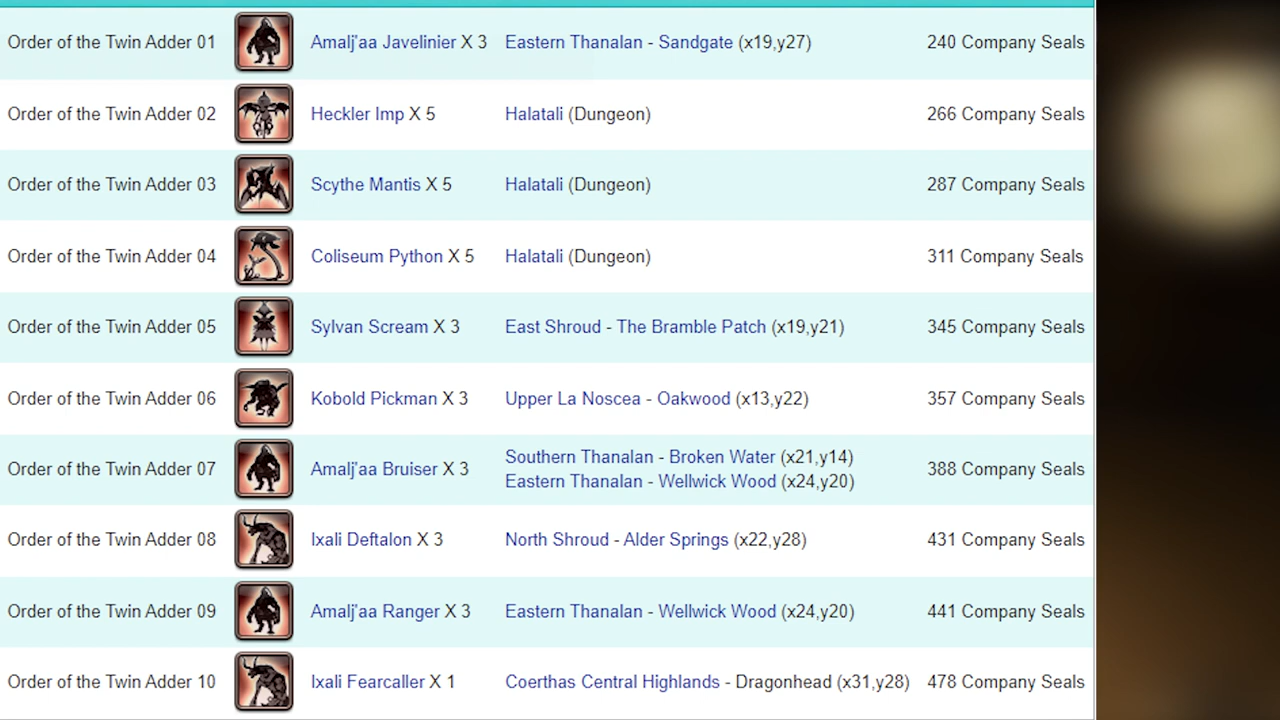 Order of the Twin Adder 01 Amalj'aa Javelinier X 3 Eastern Thanalan - Sandgate (x19,y27) 240 Company Seals
Order of the Twin Adder 02 Heckler Imp X 5 Halatali (Dungeon) 266 Company Seals
Order of the Twin Adder 03 Scythe Mantis X 5 Halatali (Dungeon) 287 Company Seals
Order of the Twin Adder 04 Coliseum Python X 5 Halatali (Dungeon) 311 Company Seals
Order of the Twin Adder 05 Sylvan Scream X 3 East Shroud - The Bramble Patch (x19,y21) 345 Company Seals
Order of the Twin Adder 06 Kobold Pickman X 3 Upper La Noscea - Oakwood (x13,y22) 357 Company Seals
Order of the Twin Adder 07 Amalj'aa Bruiser X 3 Southern Thanalan - Broken Water (x21,y14) 388 Company Seals
Eastern Thanalan - Wellwick Wood (x24,y20)
Order of the Twin Adder 08 Ixali Deftalon X 3 North Shroud - Alder Springs (x22,y28) 431 Company Seals
Order of the Twin Adder 09 Amalj'aa Ranger X 3 Eastern Thanalan - Wellwick Wood (x24,y20) 441 Company Seals
Order of the Twin Adder 10 Ixali Fearcaller X 1 Coerthas Central Highlands - Dragonhead (x31,y28) 478 Company Seals